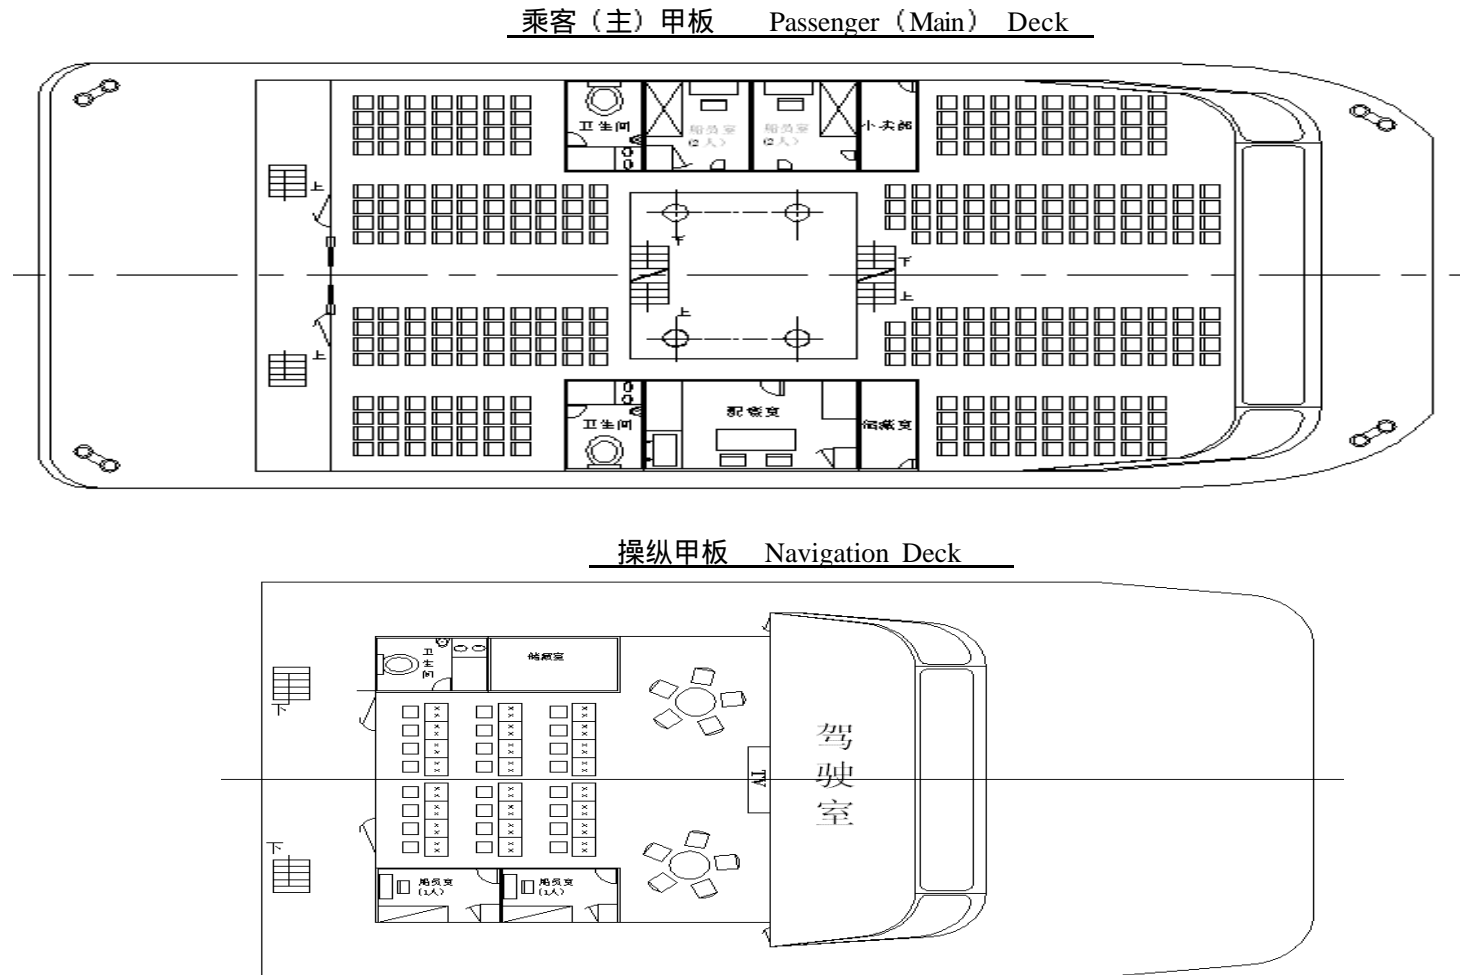 乘客（主）甲板 Passenger（Main） Deck
卫生间
船员室
(2人)
船员室
(2人)
小卖部
上
下
下
上
上
上
卫生间
配餐室
储藏室
操纵甲板 Navigation Deck
卫生间
储藏室
下
驾驶室
TV
下
船员室
(1人)
船员室
(1人)